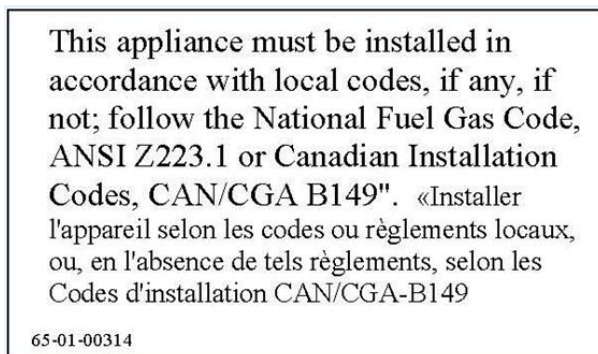 This appliance must be installed in
accordance with local codes, if any, if
not; follow the National Fuel Gas Code,
ANSI Z223.1 or Canadian Installation
Codes, CAN/CGA B149". «Installer
l'appareil selon les codes ou règlements locaux,
ou, en l'absence de tels règlements, selon les
Codes d'installation CAN/CGA-B149
65-01-00314